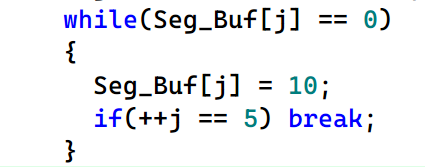 while(Seg_Buf[j] == 0)
{
Seg_Buf[j] = 10;
if(++j == 5) break;
}